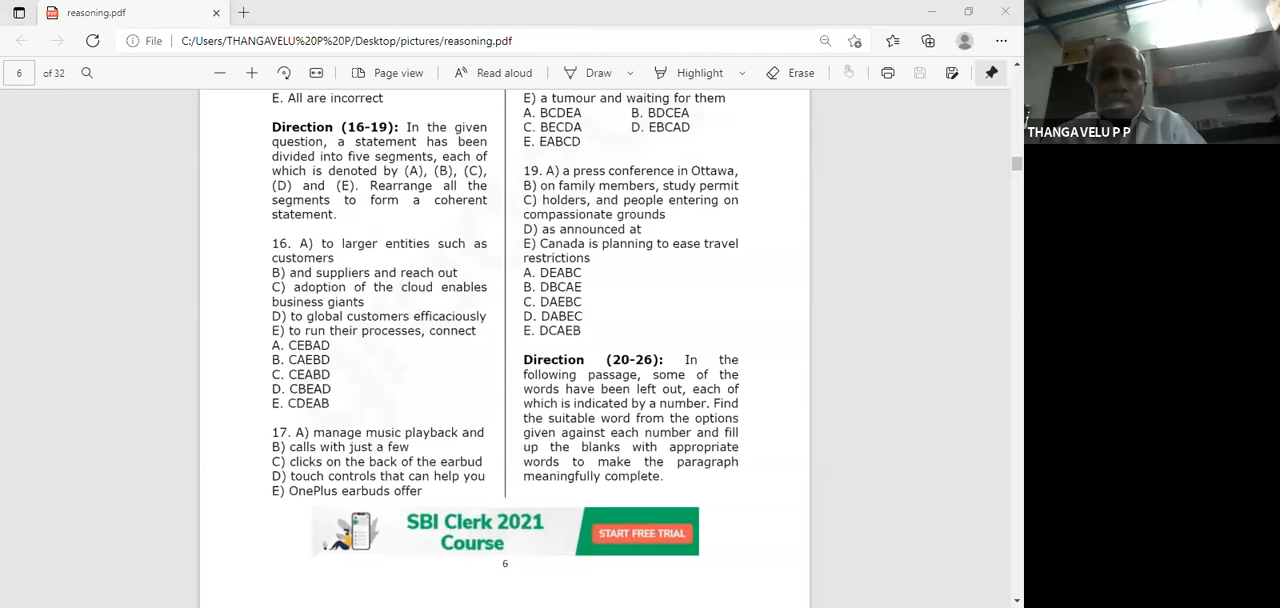 reasoning.pdf
File
C:/Users/THANGAVELU%20P%20P/Desktop/pictures/reasoning.pdf
6
of 32
Page view
Read aloud
Draw
Highlight
Erase
THANGAVELU P P
E. All are incorrect
Direction (16-19): In the given
question, a statement has been
divided into five segments, each of
which is denoted by (A), (B), (C),
(D) and (E). Rearrange all the
segments to form a coherent
statement.
16. A) to larger entities such as
customers
B) and suppliers and reach out
C) adoption of the cloud enables
business giants
D) to global customers efficaciously
E) to run their processes, connect
A. CEBAD
B. CAEBD
C. CEABD
D. CBEAD
E. CDEAB
17. A) manage music playback and
B) calls with just a few
C) clicks on the back of the earbud
D) touch controls that can help you
E) OnePlus earbuds offer
E) a tumour and waiting for them
A. BCDEA B. BDCEA
C. BECDA D. EBCAD
E. EABCD
19. A) a press conference in Ottawa,
B) on family members, study permit
C) holders, and people entering on
compassionate grounds
D) as announced at
E) Canada is planning to ease travel
restrictions
A. DEABC
B. DBCAE
C. DAEBC
D. DABEC
E. DCAEB
Direction (20-26): In the
following passage, some of the
words have been left out, each of
which is indicated by a number. Find
the suitable word from the options
given against each number and fill
up the blanks with appropriate
words to make the paragraph
meaningfully complete.
SBI Clerk 2021
Course
START FREE TRIAL
6